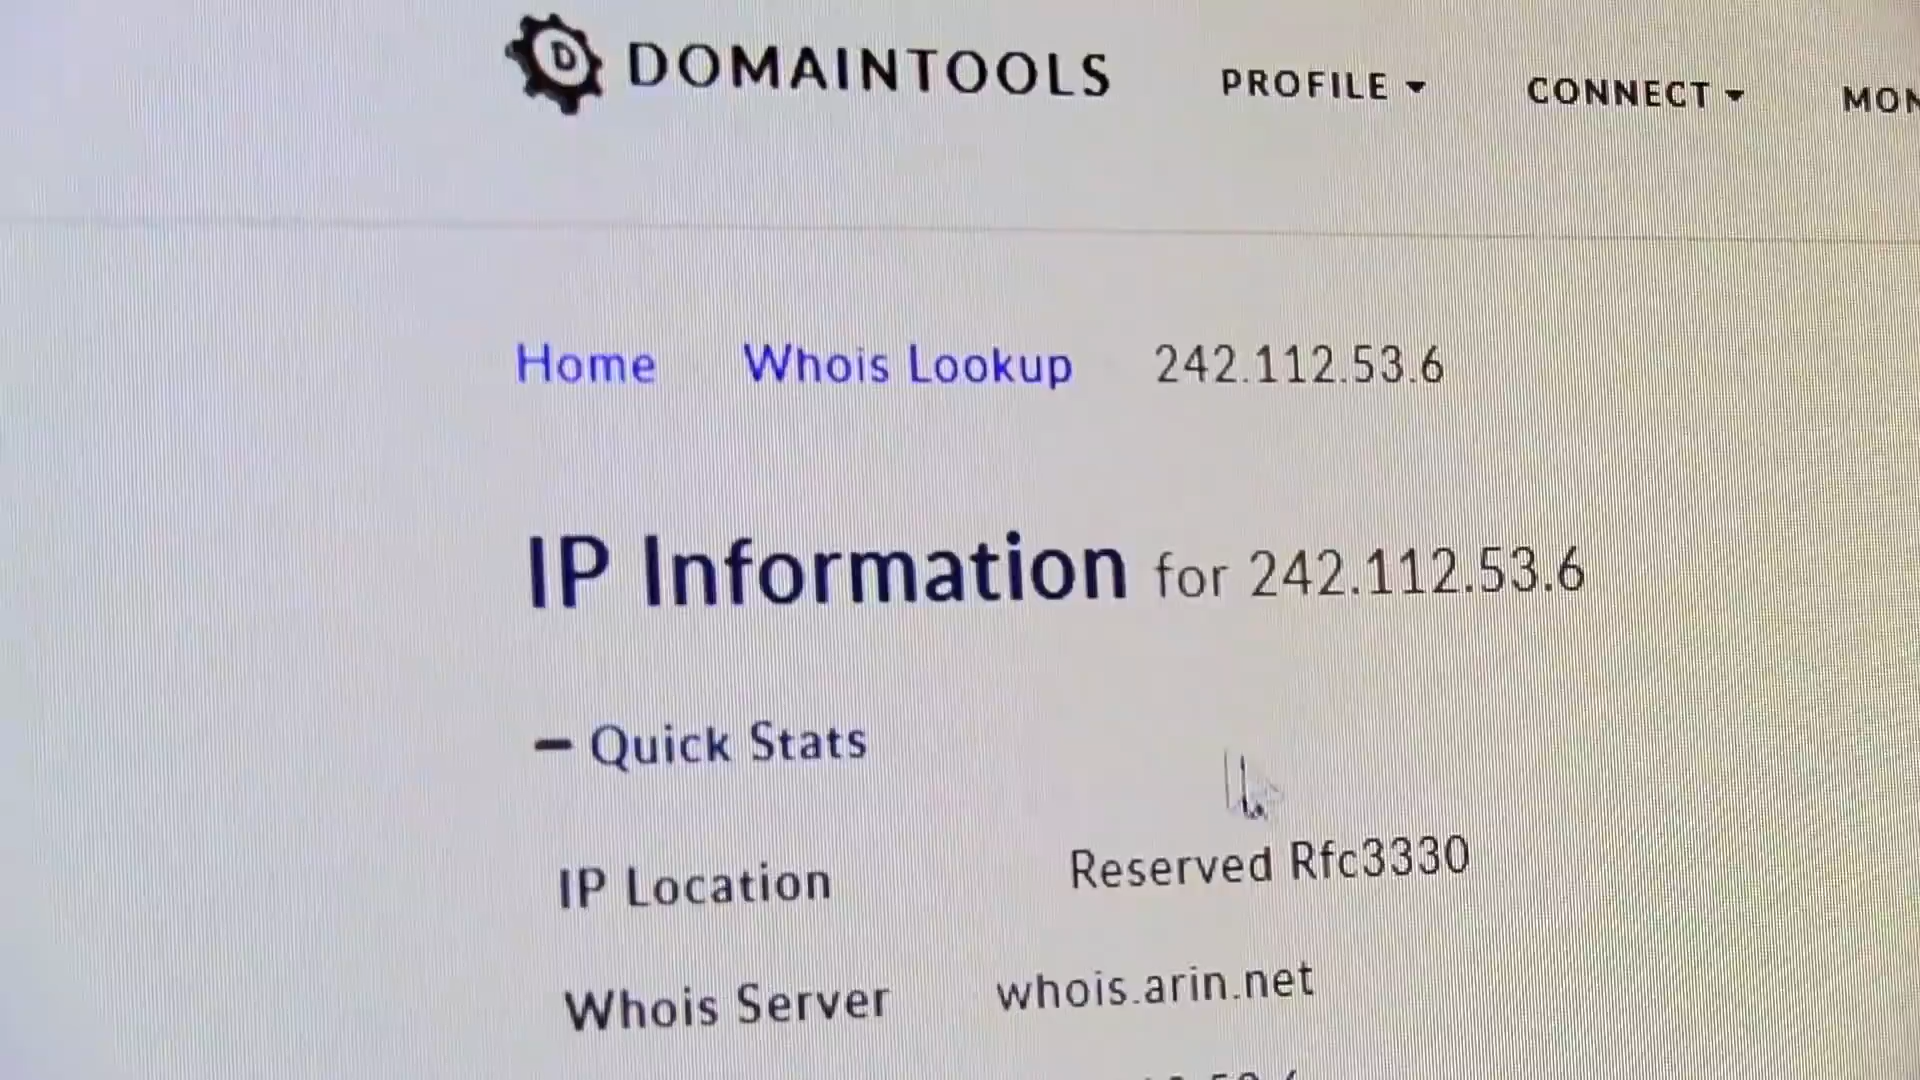 DOMAINTOOLS PROFILE CONNECT
Home Whois Lookup 242.112.53.6
IP Information for 242.112.53.6
Quick Stats
IP Location Reserved Rfc3330
Whois Server whois.arin.net